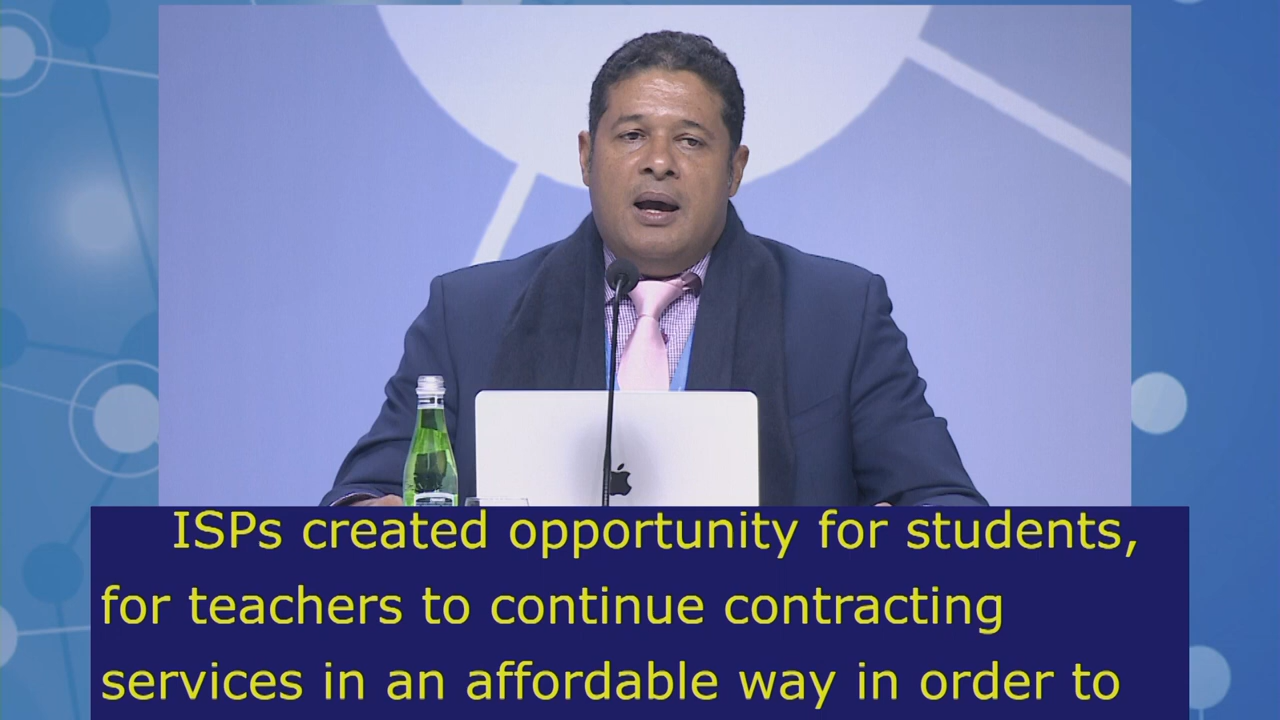 ISPs created opportunity for students,
for teachers to continue contracting
services in an affordable way in order to